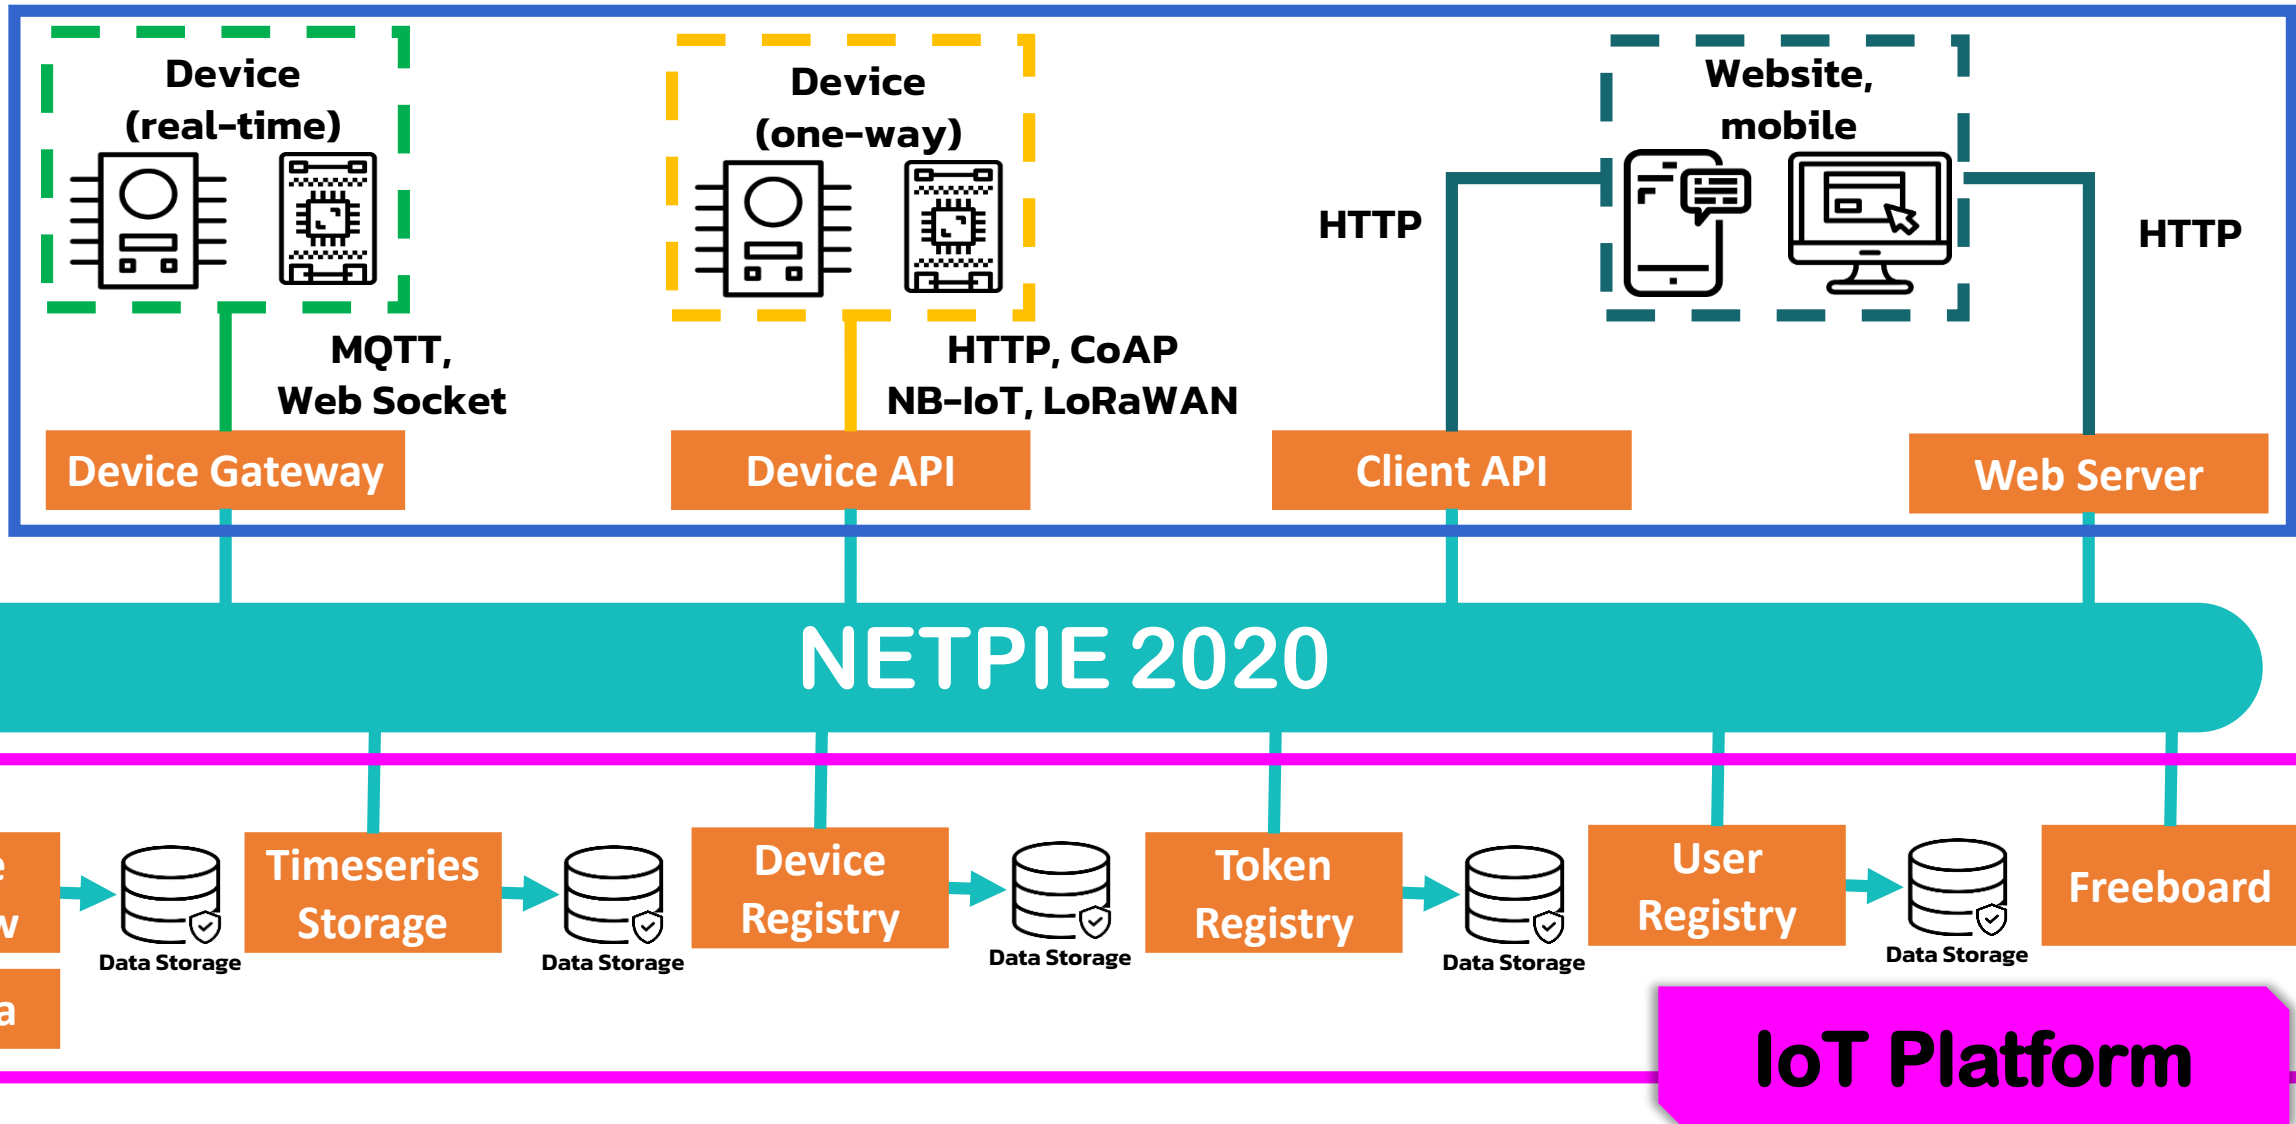 Device
(real-time)
MQTT,
Web Socket
Device Gateway
Device
(one-way)
HTTP, CoAP
NB-IoT, LoRaWAN
Device API
Website,
mobile
HTTP
HTTP
Client API
Web Server
NETPIE 2020
Data Storage
Timeseries
Storage
Data Storage
Device
Registry
Data Storage
Token
Registry
Data Storage
User
Registry
Data Storage
Freeboard
IoT Platform